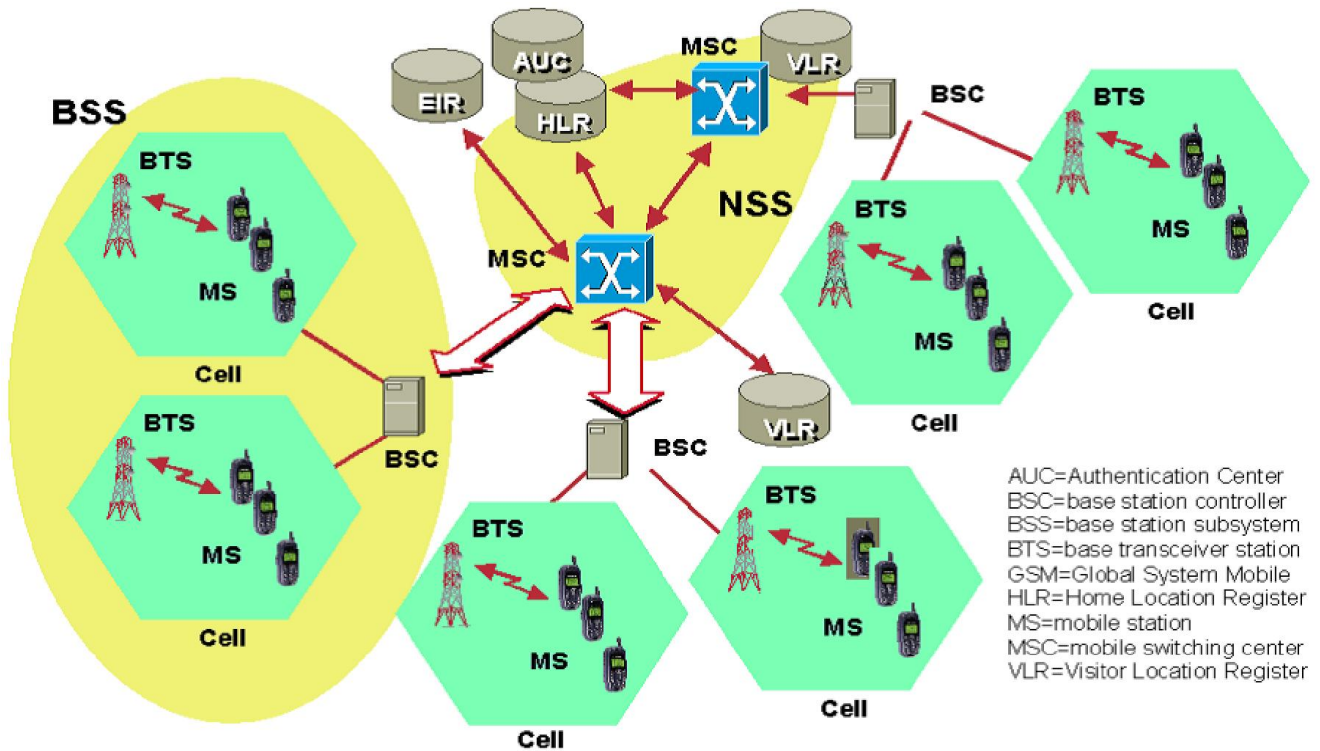 BSS
BTS
MS
Cell
BTS
MS
Cell
BSC
EIR
AUC
HLR
MSC
VLR
NSS
MSC
BSC
BTS
MS
Cell
BTS
MS
Cell
VLR
BSC
BTS
MS
Cell
BTS
MS
Cell
AUC=Authentication Center
BSC=base station controller
BSS=base station subsystem
BTS=base transceiver station
GSM=Global System Mobile
HLR=Home Location Register
MS=mobile station
MSC=mobile switching center
VLR=Visitor Location Register